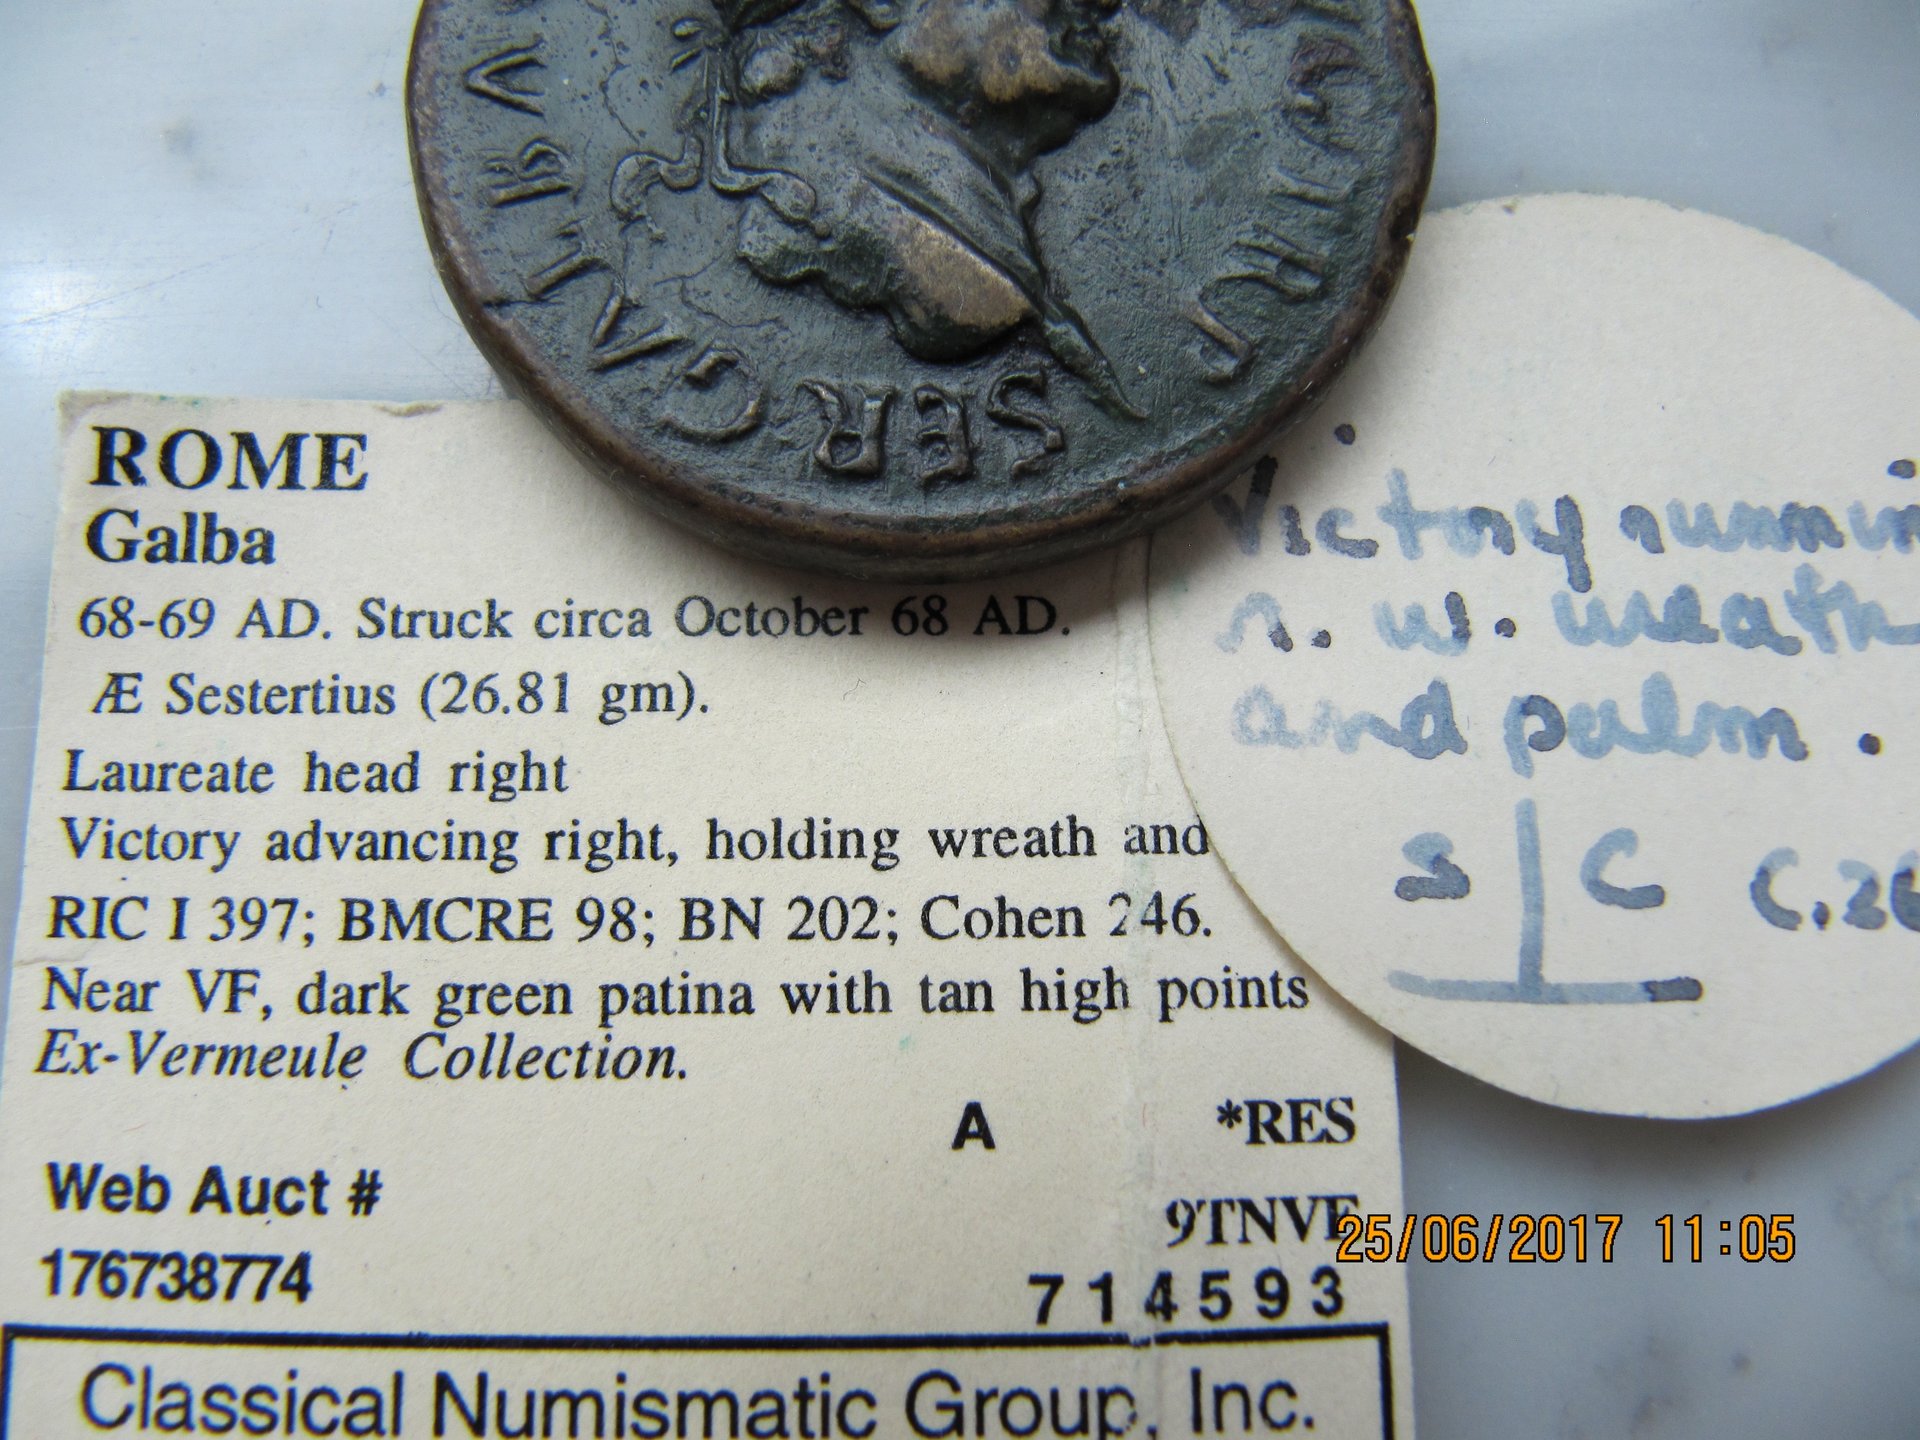 SER GALBA
ROME
Galba
68-69 AD. Struck circa October 68 AD.
Æ Sestertius (26.81 gm).
Laureate head right
Victory advancing right, holding wreath and
RIC I 397; BMCRE 98; BN 202; Cohen 246.
Near VF, dark green patina with tan high points
Ex-Vermeule Collection.
A *RES
Web Auct #
9TNVF
176738774
714593
Classical Numismatic Group, Inc.
Victory runnin
r. w. wreath
and palm.
S C
25/06/2017 11:05